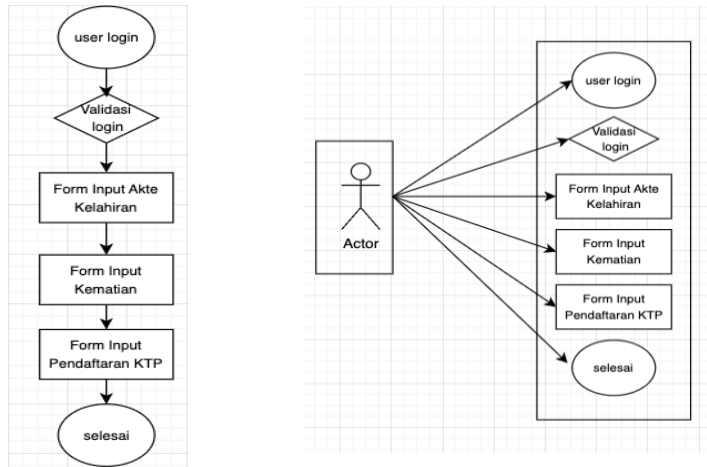 user login
Validasi
login
Form Input Akte
Kelahiran
Form Input
Kematian
Form Input
Pendaftaran KTP
selesai
Actor
user login
Validasi
login
Form Input Akte
Kelahiran
Form Input
Kematian
Form Input
Pendaftaran KTP
selesai